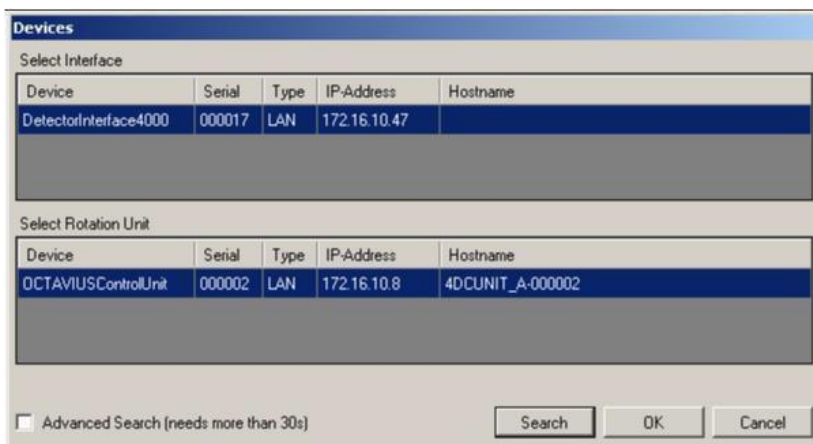 Devices
Select Interface
Device Serial Type IP-Address Hostname
DetectorInterface4000 000017 LAN 172.16.10.47
Select Rotation Unit
Device Serial Type IP-Address Hostname
OCTAVIUSControlUnit 000002 LAN 172.16.10.8 4DCUNIT_A-000002
Advanced Search (needs more than 30s) Search OK Cancel